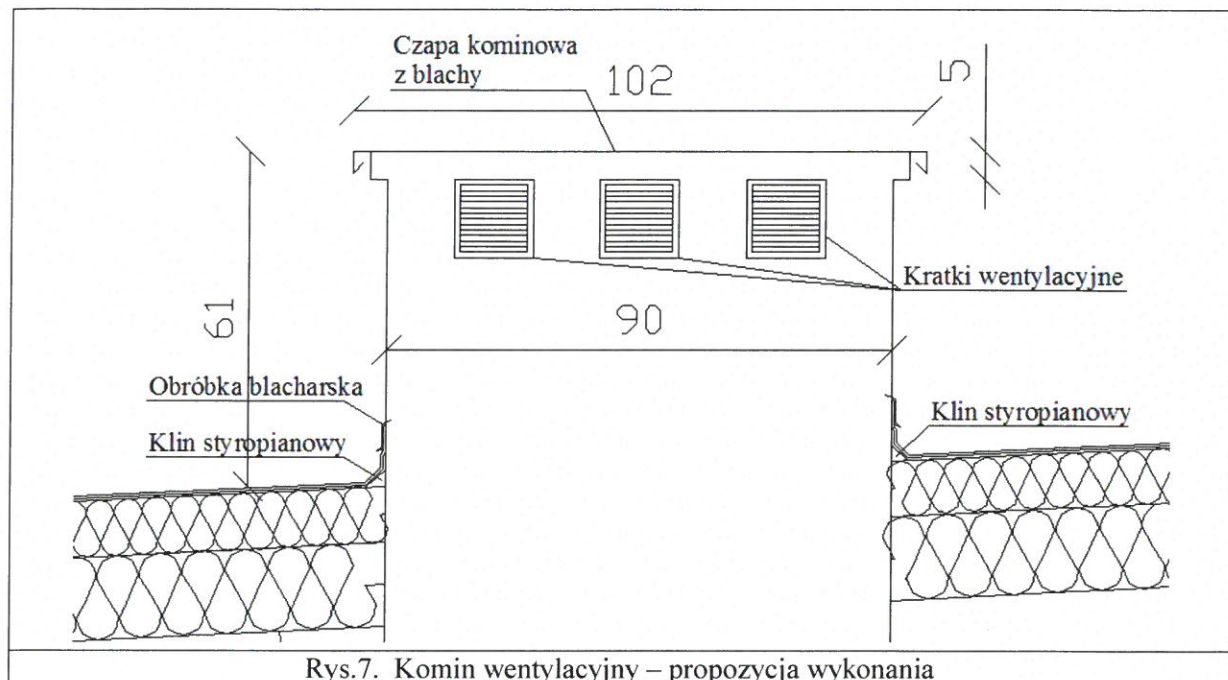 Czapa kominowa
z blachy
102
5
61
Kratki wentylacyjne
90
Obróbka blacharska
Klin styropianowy
Klin styropianowy
Rys.7. Komin wentylacyjny – propozycja wykonania